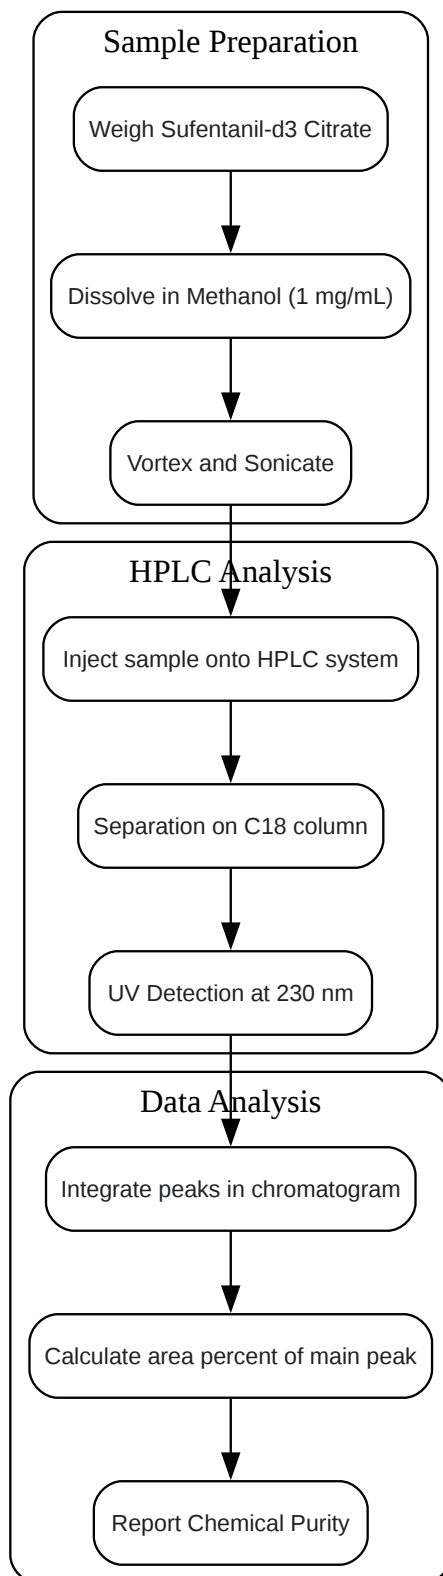 Sample Preparation
Weigh Sufentanil-d3 Citrate
Dissolve in Methanol (1 mg/mL)
Vortex and Sonicate
HPLC Analysis
Inject sample onto HPLC system
Separation on C18 column
UV Detection at 230 nm
Data Analysis
Integrate peaks in chromatogram
Calculate area percent of main peak
Report Chemical Purity